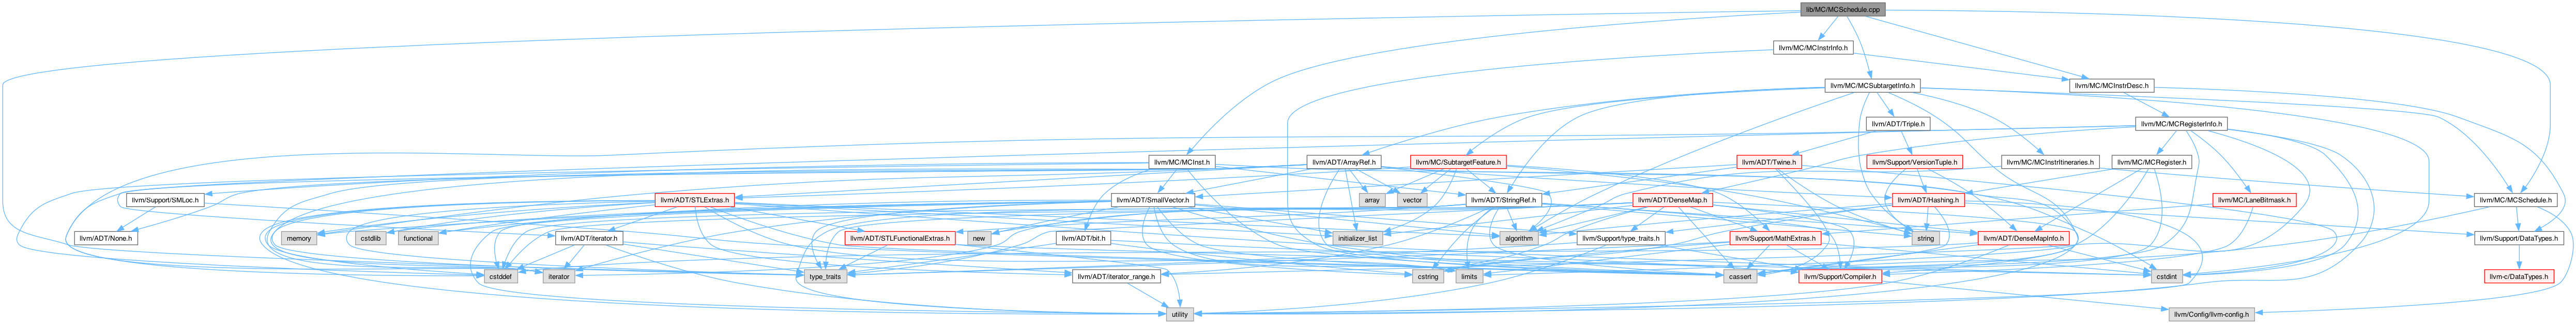 lib/MC/MCSchedule.cpp
llvm/MC/MCInstrInfo.h
llvm/MC/MCSubtargetInfo.h
llvm/MC/MCInstrDesc.h
llvm/ADT/Triple.h
llvm/MC/MCRegisterInfo.h
llvm/MC/MCInst.h
llvm/ADT/ArrayRef.h
llvm/MC/SubtargetFeature.h
llvm/ADT/Twine.h
llvm/Support/VersionTuple.h
llvm/MC/MCInstrItineraries.h
llvm/MC/MCRegister.h
llvm/Support/SMLoc.h
llvm/ADT/STLExtras.h
llvm/ADT/SmallVector.h
array
vector
llvm/ADT/StringRef.h
llvm/ADT/DenseMap.h
llvm/ADT/Hashing.h
llvm/MC/LaneBitmask.h
llvm/MC/MCSchedule.h
llvm/ADT/None.h
memory
cstdlib
functional
llvm/ADT/iterator.h
llvm/ADT/STLFunctionalExtras.h
new
llvm/ADT/bit.h
initializer_list
algorithm
llvm/Support/type_traits.h
llvm/Support/MathExtras.h
string
llvm/ADT/DenseMapInfo.h
llvm/Support/DataTypes.h
cstddef
iterator
type_traits
llvm/ADT/iterator_range.h
cstring
limits
cassert
llvm/Support/Compiler.h
cstdint
llvm-c/DataTypes.h
utility
llvm/Config/llvm-config.h